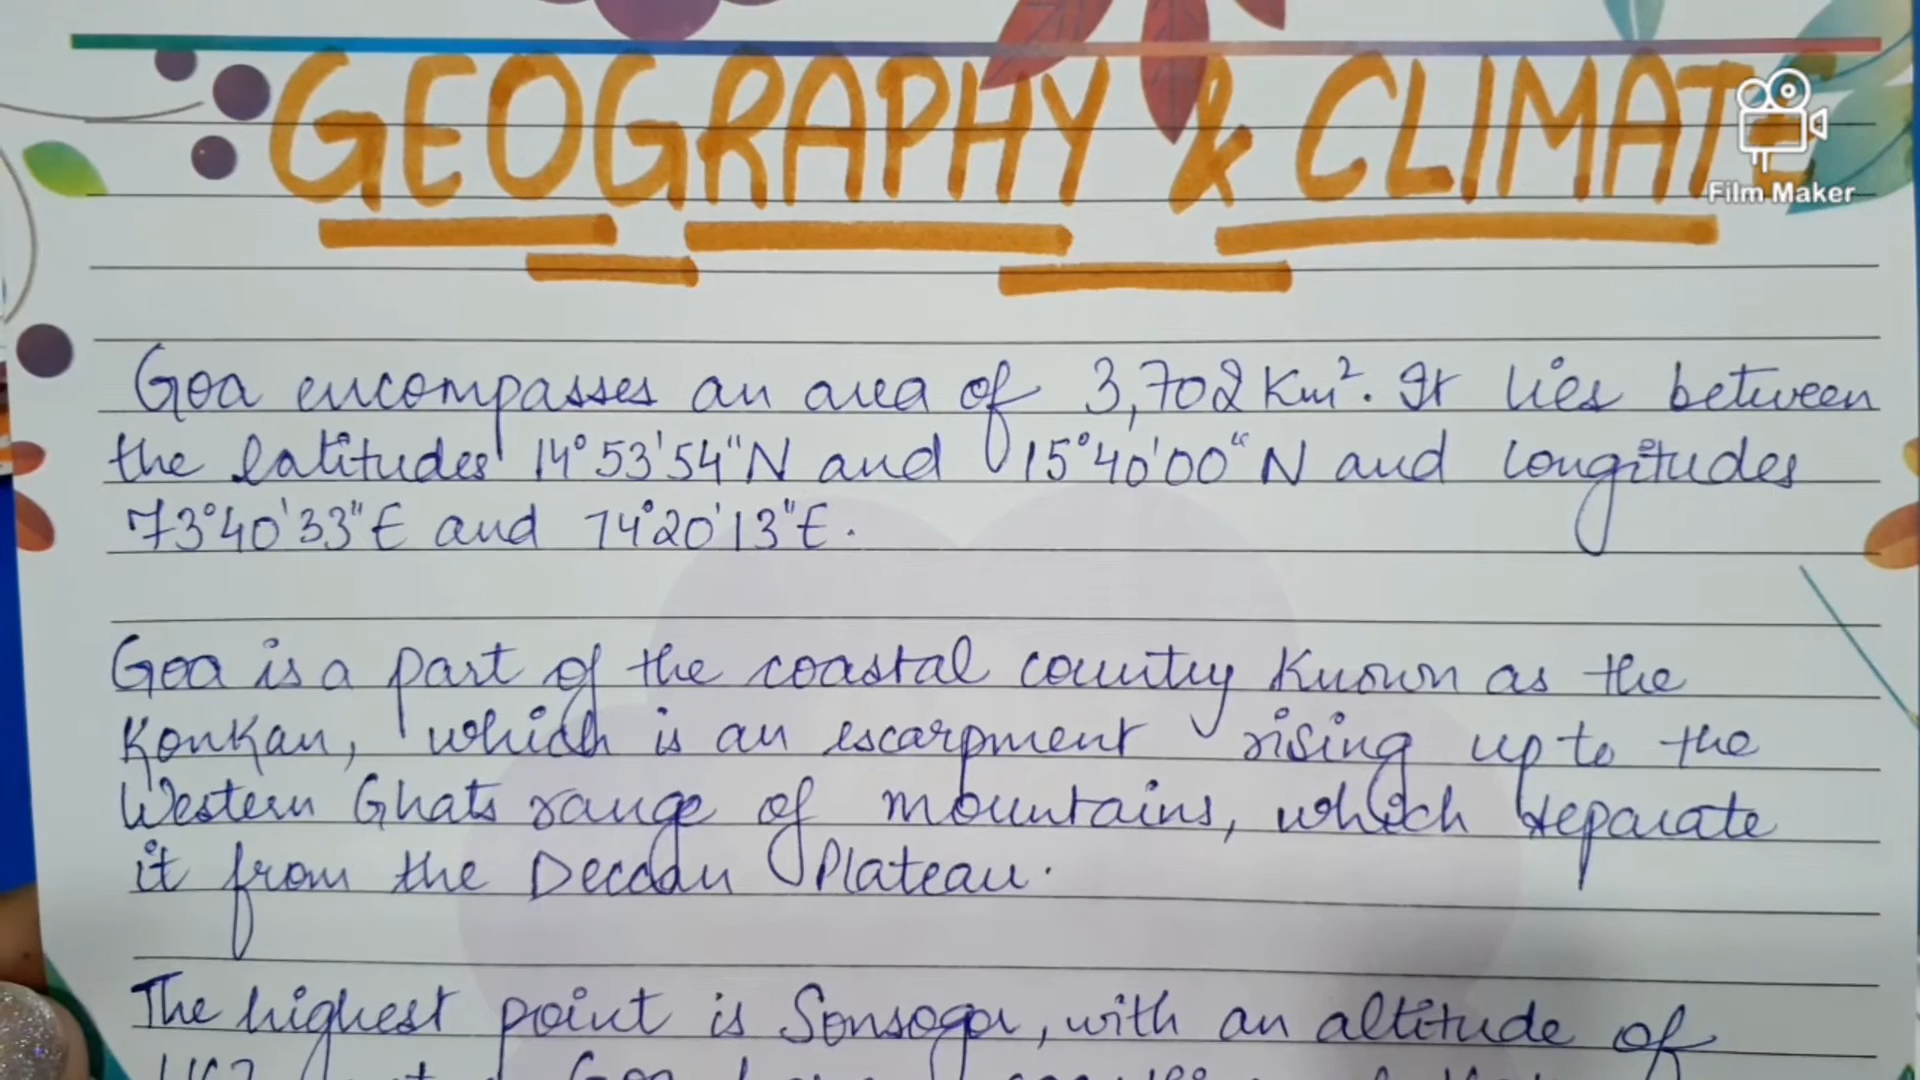 GEOGRAPHY & CLIMAT
Film Maker
Goa encompasses an area of 3,702 Km². It lies between
the latitudes 14°53'54"N and 15°40'00"N and longitudes
73°40'33"E and 74°20'13"E.
Goa is a part of the coastal country known as the
Konkan, which is an escarpment rising up to the
Western Ghats range of mountains, which separate
it from the Deccan Plateau.
The highest point is Sonsogor, with an altitude of